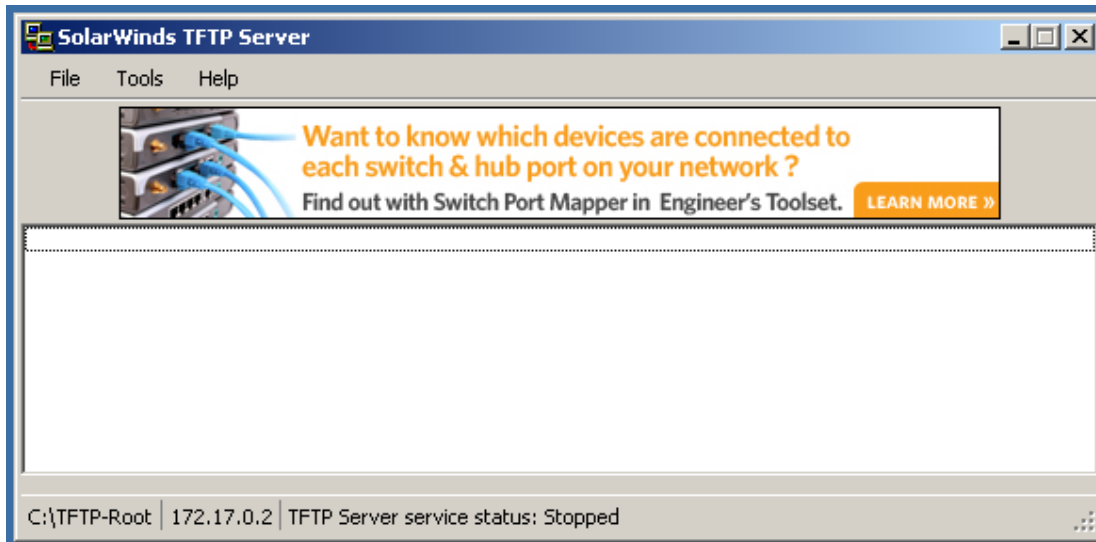 SolarWinds TFTP Server
File Tools Help
Want to know which devices are connected to
each switch & hub port on your network ?
Find out with Switch Port Mapper in Engineer's Toolset. LEARN MORE »
C:\TFTP-Root 172.17.0.2 TFTP Server service status: Stopped